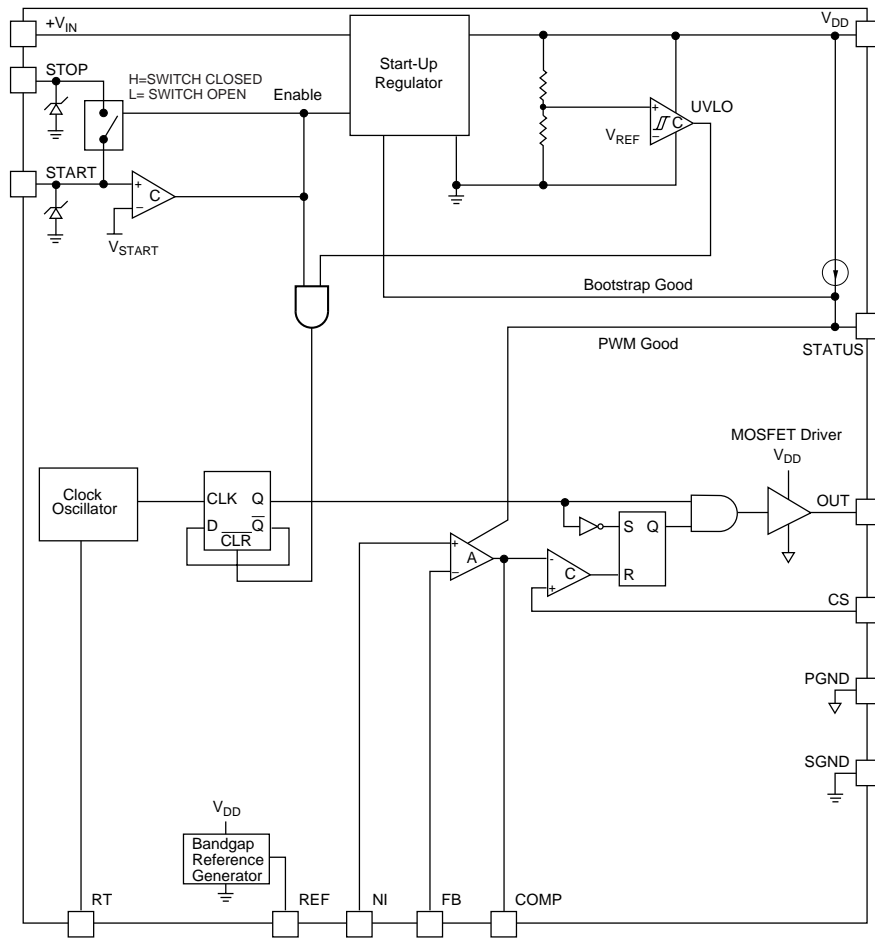 +VIN
VDD
STOP
H=SWITCH CLOSED
L= SWITCH OPEN
Enable
Start-Up
Regulator
UVLO
+
C
−
VREF
START
+
C
−
VSTART
Bootstrap Good
PWM Good
STATUS
MOSFET Driver
VDD
OUT
Clock
Oscillator
CLK Q
D Q
CLR
S Q
R
+
A
−
-
C
+
CS
PGND
SGND
VDD
Bandgap
Reference
Generator
RT
REF
NI
FB
COMP